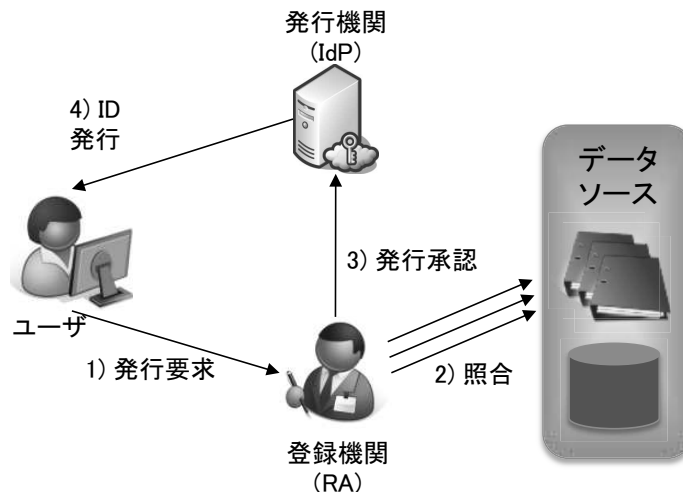 発行機関
(IdP)
4) ID
発行
データ
ソース
3) 発行承認
ユーザ
1) 発行要求
2) 照合
登録機関
(RA)